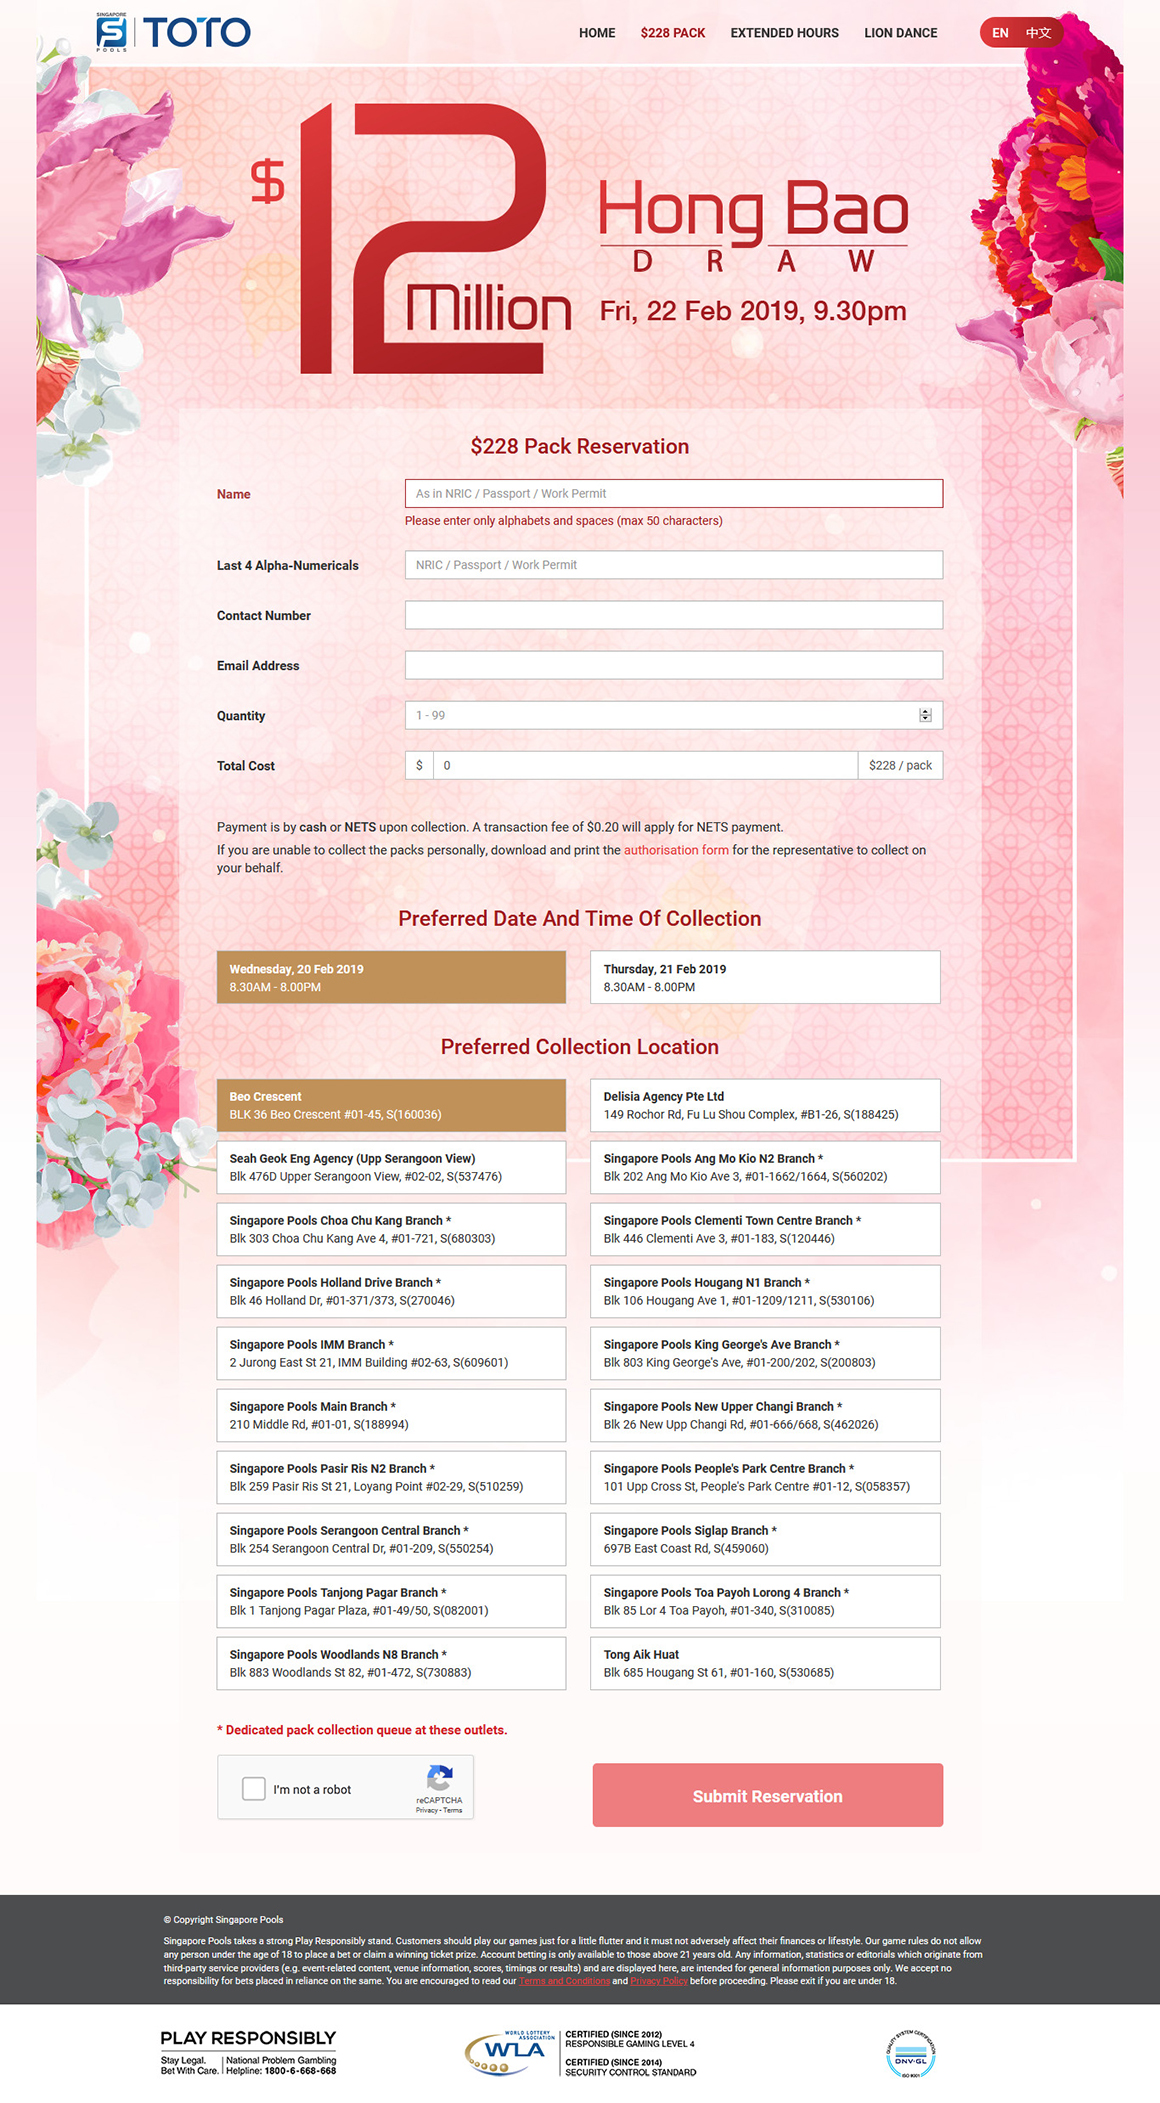 SINGAPORE
POOLS
TOTO
HOME
$228 PACK
EXTENDED HOURS
LION DANCE
EN
中文
$12 Million
Hong Bao
DRAW
Fri, 22 Feb 2019, 9.30pm
$228 Pack Reservation
Name
As in NRIC / Passport / Work Permit
Please enter only alphabets and spaces (max 50 characters)
Last 4 Alpha-Numericals
NRIC / Passport / Work Permit
Contact Number
Email Address
Quantity
1 - 99
Total Cost
$
0
$228 / pack
Payment is by cash or NETS upon collection. A transaction fee of $0.20 will apply for NETS payment.
If you are unable to collect the packs personally, download and print the authorisation form for the representative to collect on
your behalf.
Preferred Date And Time Of Collection
Wednesday, 20 Feb 2019
8.30AM - 8.00PM
Thursday, 21 Feb 2019
8.30AM - 8.00PM
Preferred Collection Location
Beo Crescent
BLK 36 Beo Crescent #01-45, S(160036)
Delisia Agency Pte Ltd
149 Rochor Rd, Fu Lu Shou Complex, #B1-26, S(188425)
Seah Geok Eng Agency (Upp Serangoon View)
Blk 476D Upper Serangoon View, #02-02, S(537476)
Singapore Pools Ang Mo Kio N2 Branch *
Blk 202 Ang Mo Kio Ave 3, #01-1662/1664, S(560202)
Singapore Pools Choa Chu Kang Branch *
Blk 303 Choa Chu Kang Ave 4, #01-721, S(680303)
Singapore Pools Clementi Town Centre Branch *
Blk 446 Clementi Ave 3, #01-183, S(120446)
Singapore Pools Holland Drive Branch *
Blk 46 Holland Dr, #01-371/373, S(270046)
Singapore Pools Hougang N1 Branch *
Blk 106 Hougang Ave 1, #01-1209/1211, S(530106)
Singapore Pools IMM Branch *
2 Jurong East St 21, IMM Building #02-63, S(609601)
Singapore Pools King George's Ave Branch *
Blk 803 King George's Ave, #01-200/202, S(200803)
Singapore Pools Main Branch *
210 Middle Rd, #01-01, S(188994)
Singapore Pools New Upper Changi Branch *
Blk 26 New Upp Changi Rd, #01-666/668, S(462026)
Singapore Pools Pasir Ris N2 Branch *
Blk 259 Pasir Ris St 21, Loyang Point #02-29, S(510259)
Singapore Pools People's Park Centre Branch *
101 Upp Cross St, People's Park Centre #01-12, S(058357)
Singapore Pools Serangoon Central Branch *
Blk 254 Serangoon Central Dr, #01-209, S(550254)
Singapore Pools Siglap Branch *
697B East Coast Rd, S(459060)
Singapore Pools Tanjong Pagar Branch *
Blk 1 Tanjong Pagar Plaza, #01-49/50, S(082001)
Singapore Pools Toa Payoh Lorong 4 Branch *
Blk 85 Lor 4 Toa Payoh, #01-340, S(310085)
Singapore Pools Woodlands N8 Branch *
Blk 883 Woodlands St 82, #01-472, S(730883)
Tong Aik Huat
Blk 685 Hougang St 61, #01-160, S(530685)
* Dedicated pack collection queue at these outlets.
I'm not a robot
reCAPTCHA
Privacy - Terms
Submit Reservation
© Copyright Singapore Pools
Singapore Pools takes a strong Play Responsibly stand. Customers should play our games just for a little flutter and it must not adversely affect their finances or lifestyle. Our game rules do not allow
any person under the age of 18 to place a bet or claim a winning ticket prize. Account betting is only available to those above 21 years old. Any information, statistics or editorials which originate from
third-party service providers (e.g. event-related content, venue information, scores, timings or results) and are displayed here, are intended for general information purposes only. We accept no
responsibility for bets placed in reliance on the same. You are encouraged to read our Terms and Conditions and Privacy Policy before proceeding. Please exit if you are under 18.
PLAY RESPONSIBLY
Stay Legal.
Bet With Care.
National Problem Gambling
Helpline: 1800-6-668-668
WORLD LOTTERY
ASSOCIATION
WLA
CERTIFIED (SINCE 2012)
RESPONSIBLE GAMING LEVEL 4
CERTIFIED (SINCE 2014)
SECURITY CONTROL STANDARD
QUALITY SYSTEM CERTIFICATION
DNV·GL
ISO 9001